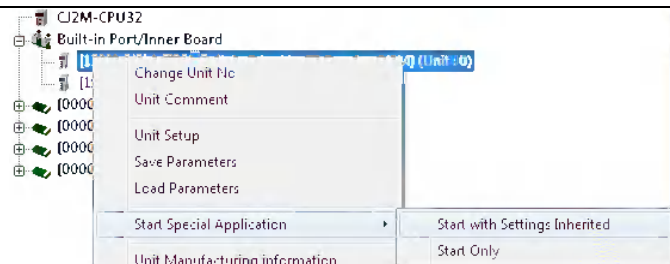 CJ2M-CPU32
Built-in Port/Inner Board
(Unit : 0)
Change Unit No
Unit Comment
[0000
[0000
Unit Setup
[0000
Save Parameters
[0000
Load Parameters
Start Special Application
Start with Settings Inherited
Start Only
Unit Manufacturing information